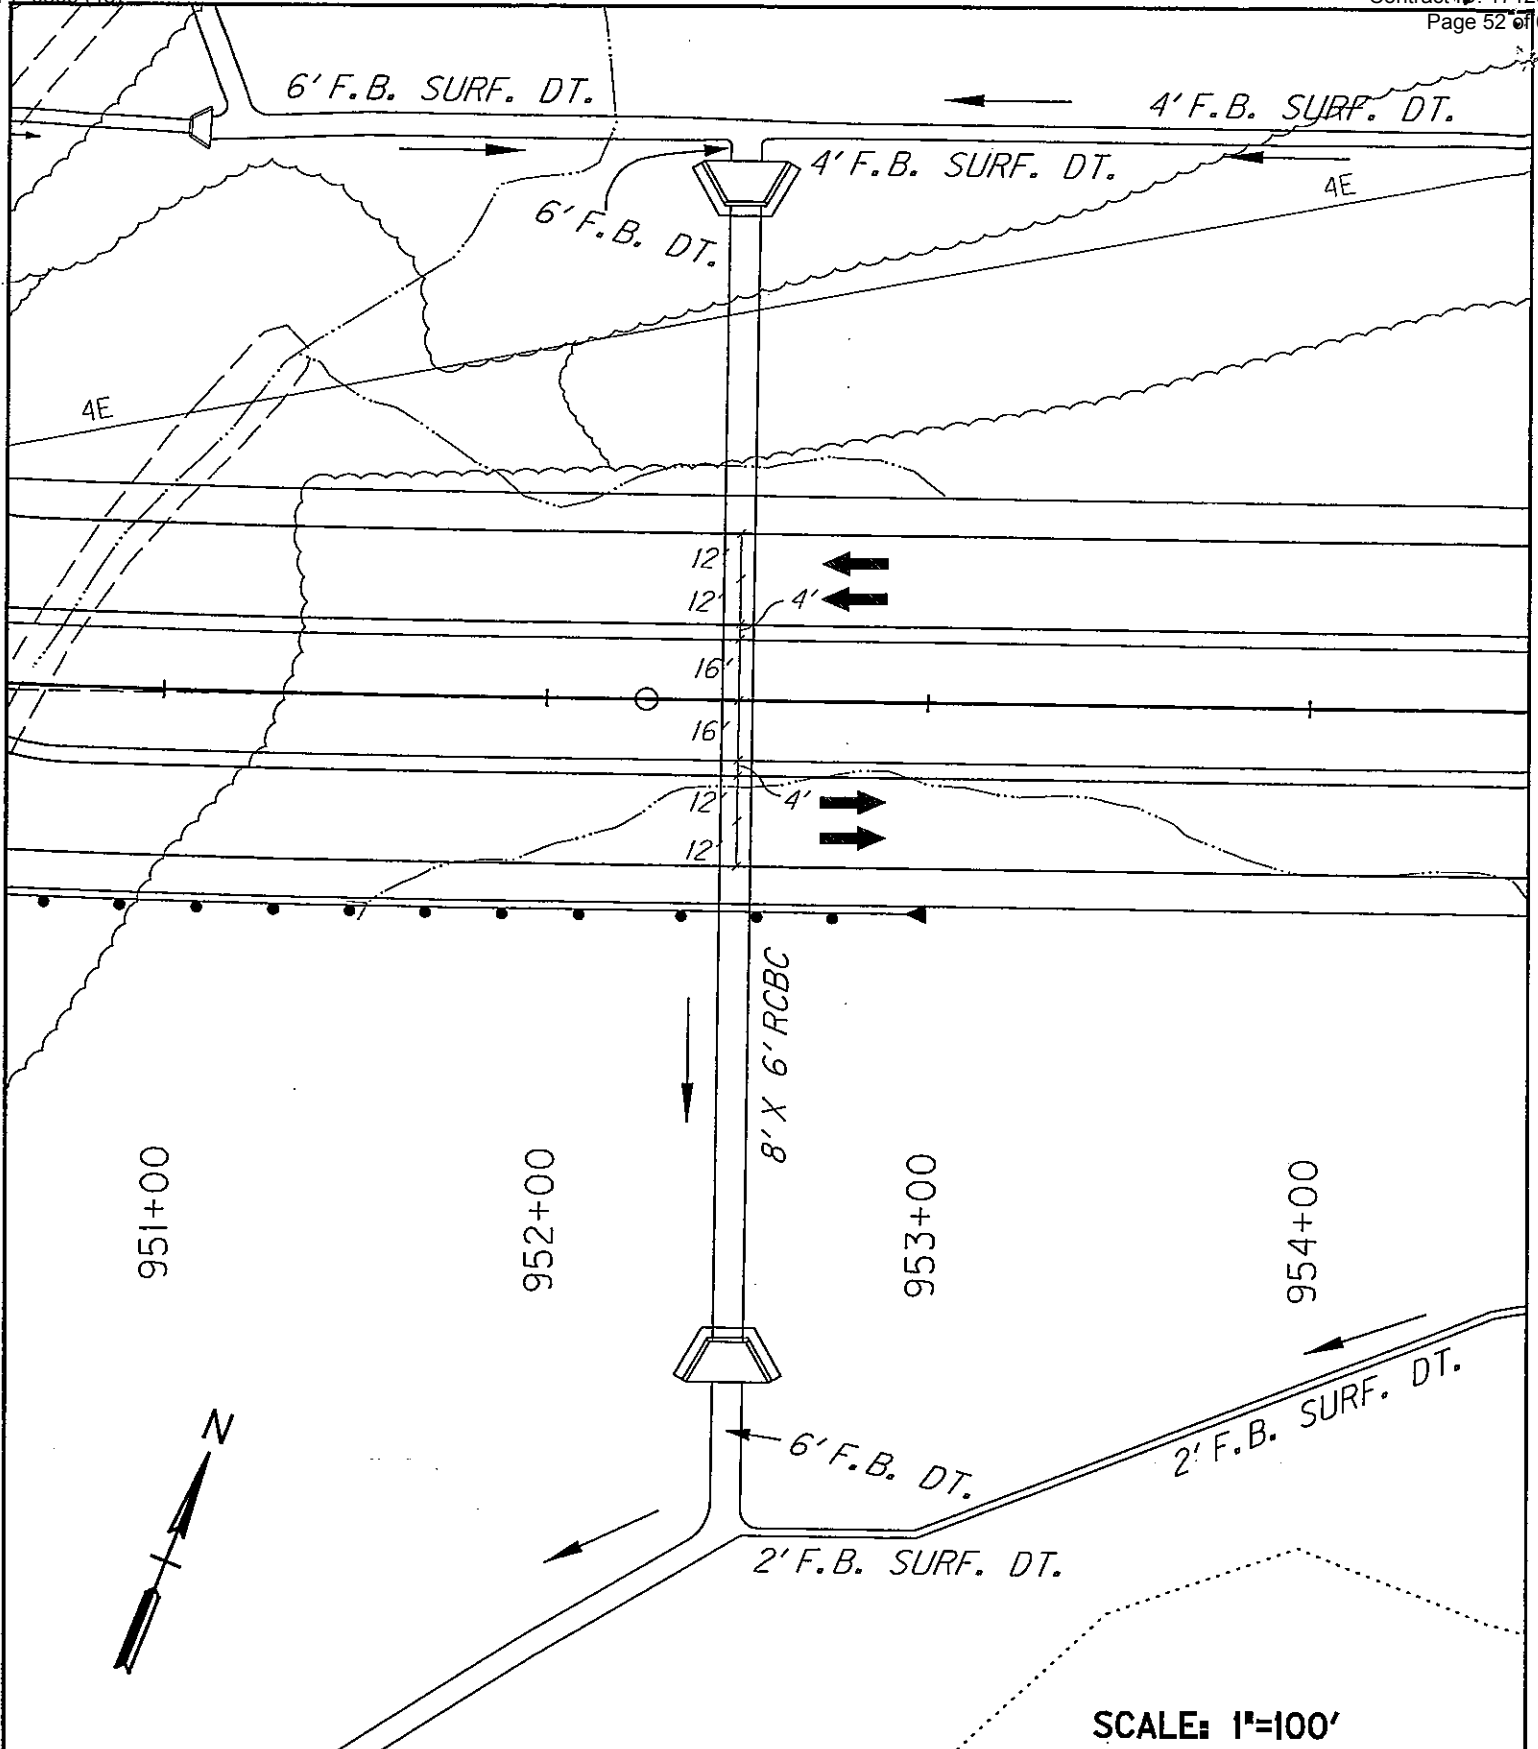 Page 52 of
6' F.B. SURF. DT.
4' F.B. SURF. DT.
4' F.B. SURF. DT.
6' F.B. DT.
4E
4E
12'
12'
4'
16'
16'
12'
4'
12'
8' X 6' RCBC
951+00
952+00
953+00
954+00
N
6' F.B. DT.
2' F.B. SURF. DT.
2' F.B. SURF. DT.
SCALE: 1"=100'